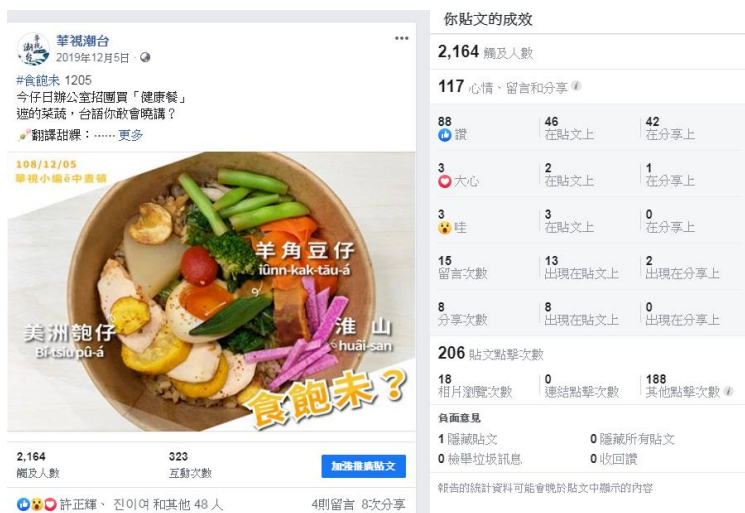 華視潮台
2019年12月5日
#食飽未 1205
今仔日辦公室招團買「健康餐」
遮的菜蔬，台語你敢會曉講？
翻譯甜粿：⋯⋯ 更多
108/12/05
華視小編ê中晝頓
羊角豆仔
iûnn-kak-tāu-á
美洲匏仔
Bí-tsiu pû-á
淮山
huâi-san
食飽未？
2,164
觸及人數
323
互動次數
加強推廣貼文
許正輝、 진이여 和其他 48 人
4則留言 8次分享
你貼文的成效
2,164 觸及人數
117 心情、留言和分享
88 讚
46 在貼文上
42 在分享上
3 大心
2 在貼文上
1 在分享上
3 哇
3 在貼文上
0 在分享上
15 留言次數
13 出現在貼文上
2 出現在分享上
8 分享次數
8 出現在貼文上
0 出現在分享上
206 貼文點擊次數
18 相片瀏覽次數
0 連結點擊次數
188 其他點擊次數
負面意見
1 隱藏貼文
0 隱藏所有貼文
0 檢舉垃圾訊息
0 收回讚
報告的統計資料可能會晚於貼文中顯示的內容